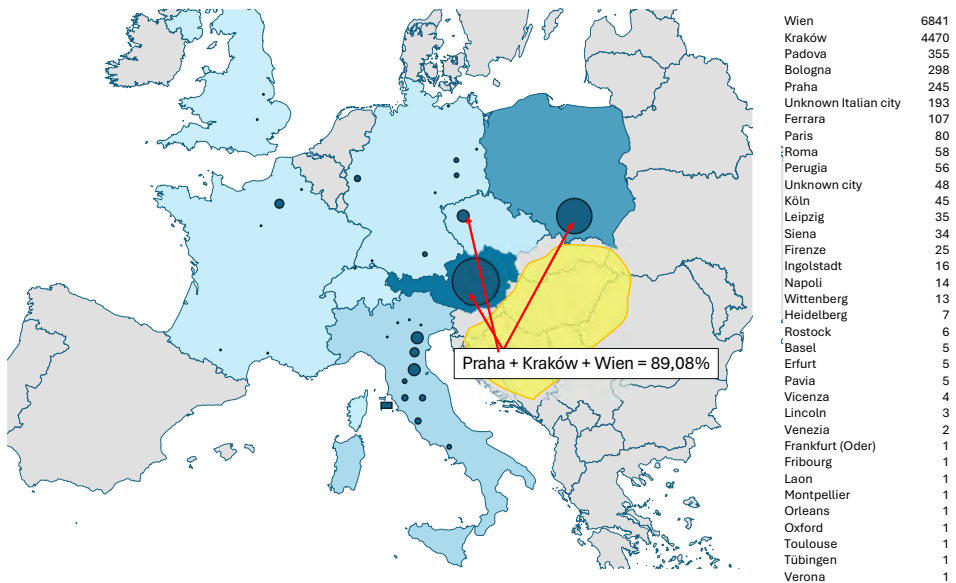 Wien 6841
Kraków 4470
Padova 355
Bologna 298
Praha 245
Unknown Italian city 193
Ferrara 107
Paris 80
Roma 58
Perugia 56
Unknown city 48
Köln 45
Leipzig 35
Siena 34
Firenze 25
Ingolstadt 16
Napoli 14
Wittenberg 13
Heidelberg 7
Rostock 6
Basel 5
Erfurt 5
Pavia 5
Vicenza 4
Lincoln 3
Venezia 2
Frankfurt (Oder) 1
Fribourg 1
Laon 1
Montpellier 1
Orleans 1
Oxford 1
Toulouse 1
Tübingen 1
Verona 1
Praha + Kraków + Wien = 89,08%